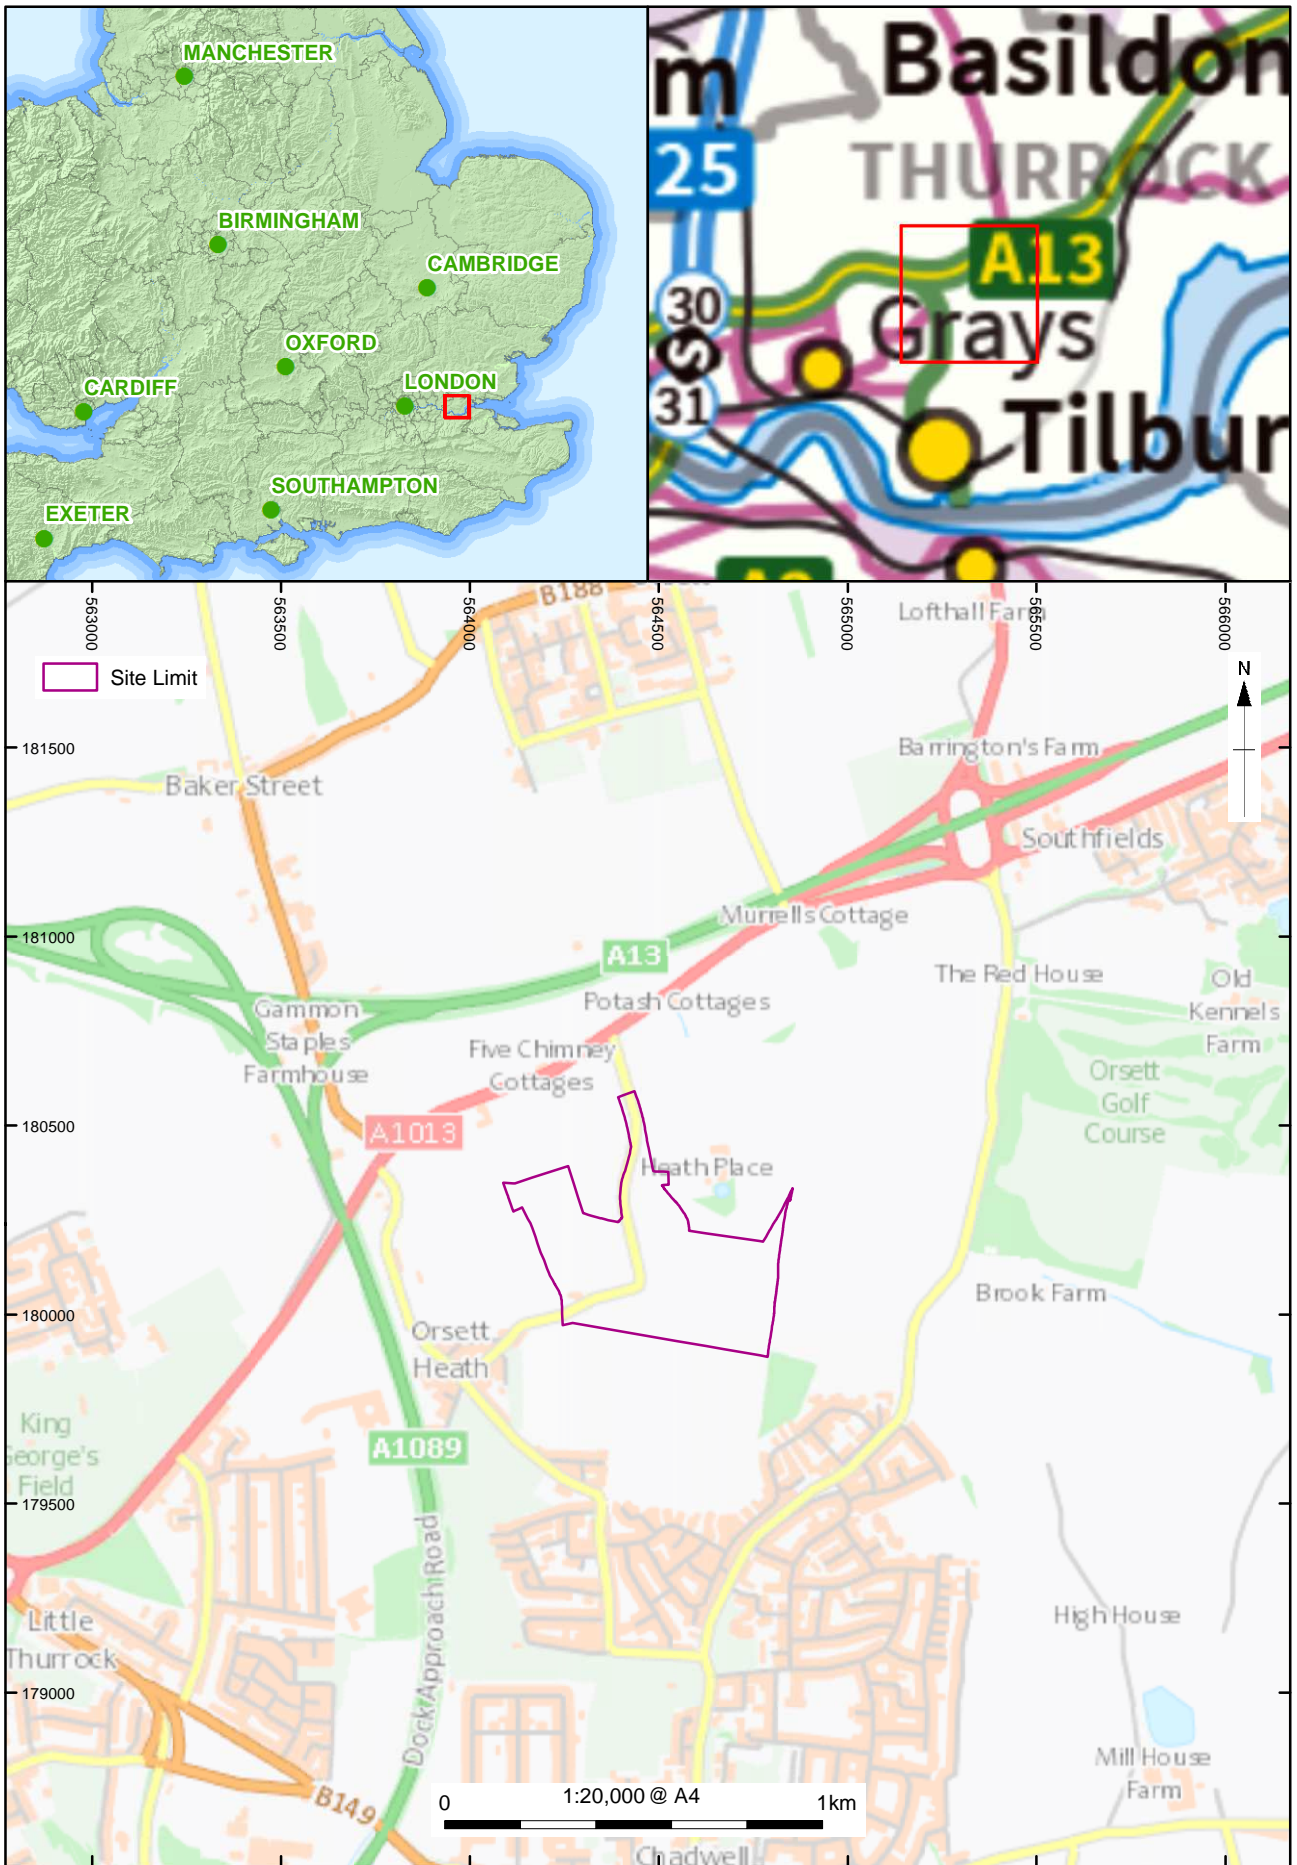 MANCHESTER
BIRMINGHAM
CAMBRIDGE
OXFORD
CARDIFF
LONDON
SOUTHAMPTON
EXETER
m
Basildon
25
THURROCK
A13
30
Grays
S
31
Tilbur
563000
563500
564000
564500
565000
565500
566000
B188
Lofthall Farm
Site Limit
N
181500
Barrington's Farm
Baker Street
Southfields
Murrells Cottage
181000
A13
The Red House
Old
Kennels
Farm
Potash Cottages
Gammon
Staples
Farmhouse
Five Chimney
Cottages
Orsett
Golf
Course
180500
A1013
Heath Place
Brook Farm
180000
Orsett
Heath
King
George's
Field
A1089
179500
Dock Approach Road
Little
Thurrock
High House
179000
Mill House
Farm
B149
0
1:20,000 @ A4
1km
Chadwell